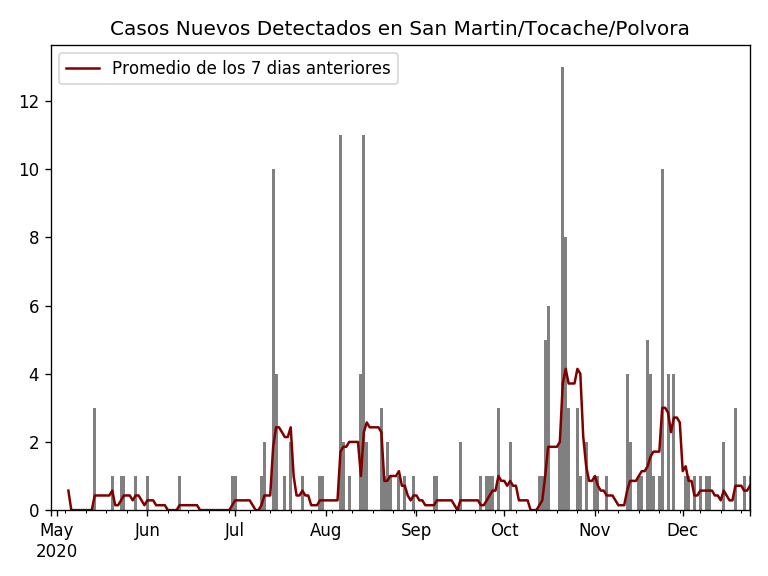 Casos Nuevos Detectados en San Martin/Tocache/Polvora
Promedio de los 7 dias anteriores
12
10
8
6
4
2
0
May Jun Jul Aug Sep Oct Nov Dec
2020